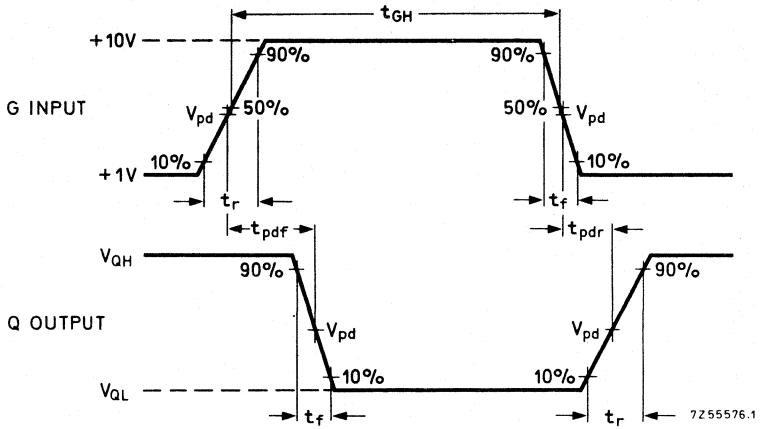 t_GH
+10V
90%
90%
G INPUT
V_pd
50%
50%
V_pd
10%
10%
+1V
t_r
t_f
t_pdf
t_pdr
V_QH
90%
90%
Q OUTPUT
V_pd
V_pd
10%
10%
V_QL
t_f
t_r
7Z55576.1